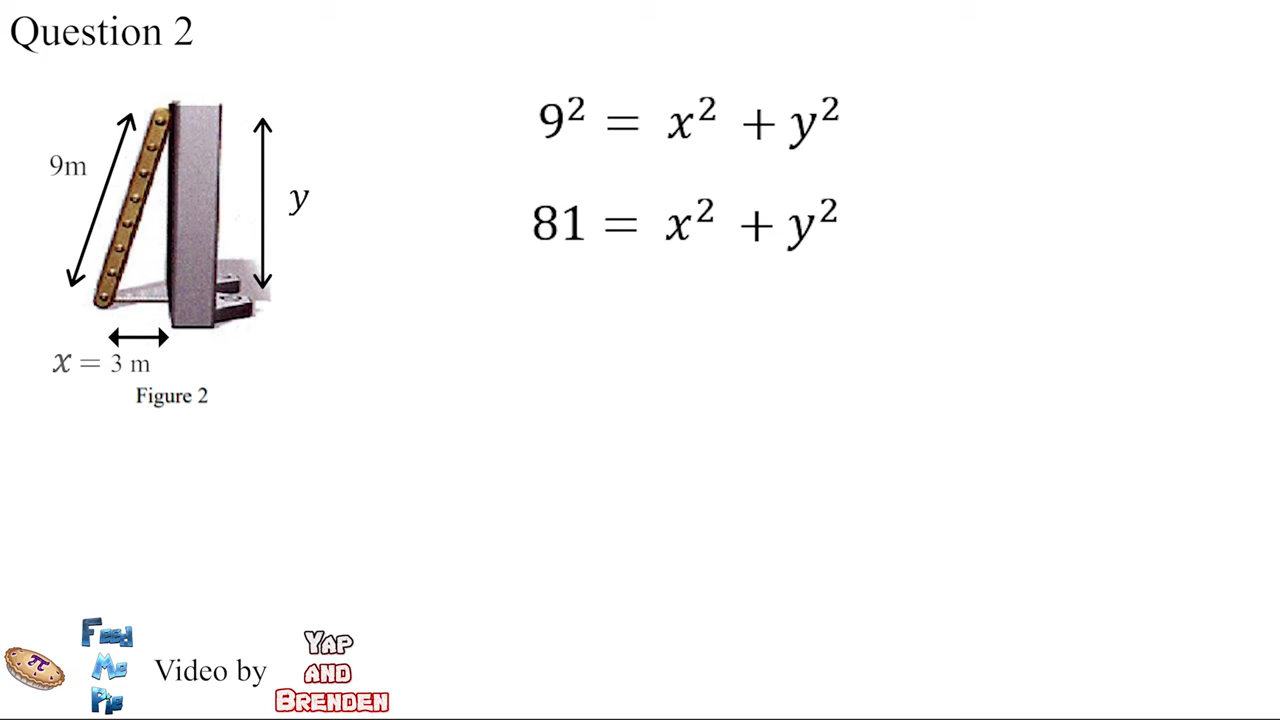 Question 2
9m
y
x = 3 m
Figure 2
9² = x² + y²
81 = x² + y²
π
Feed
Me
Pie
Video by
Yap
and
Brenden